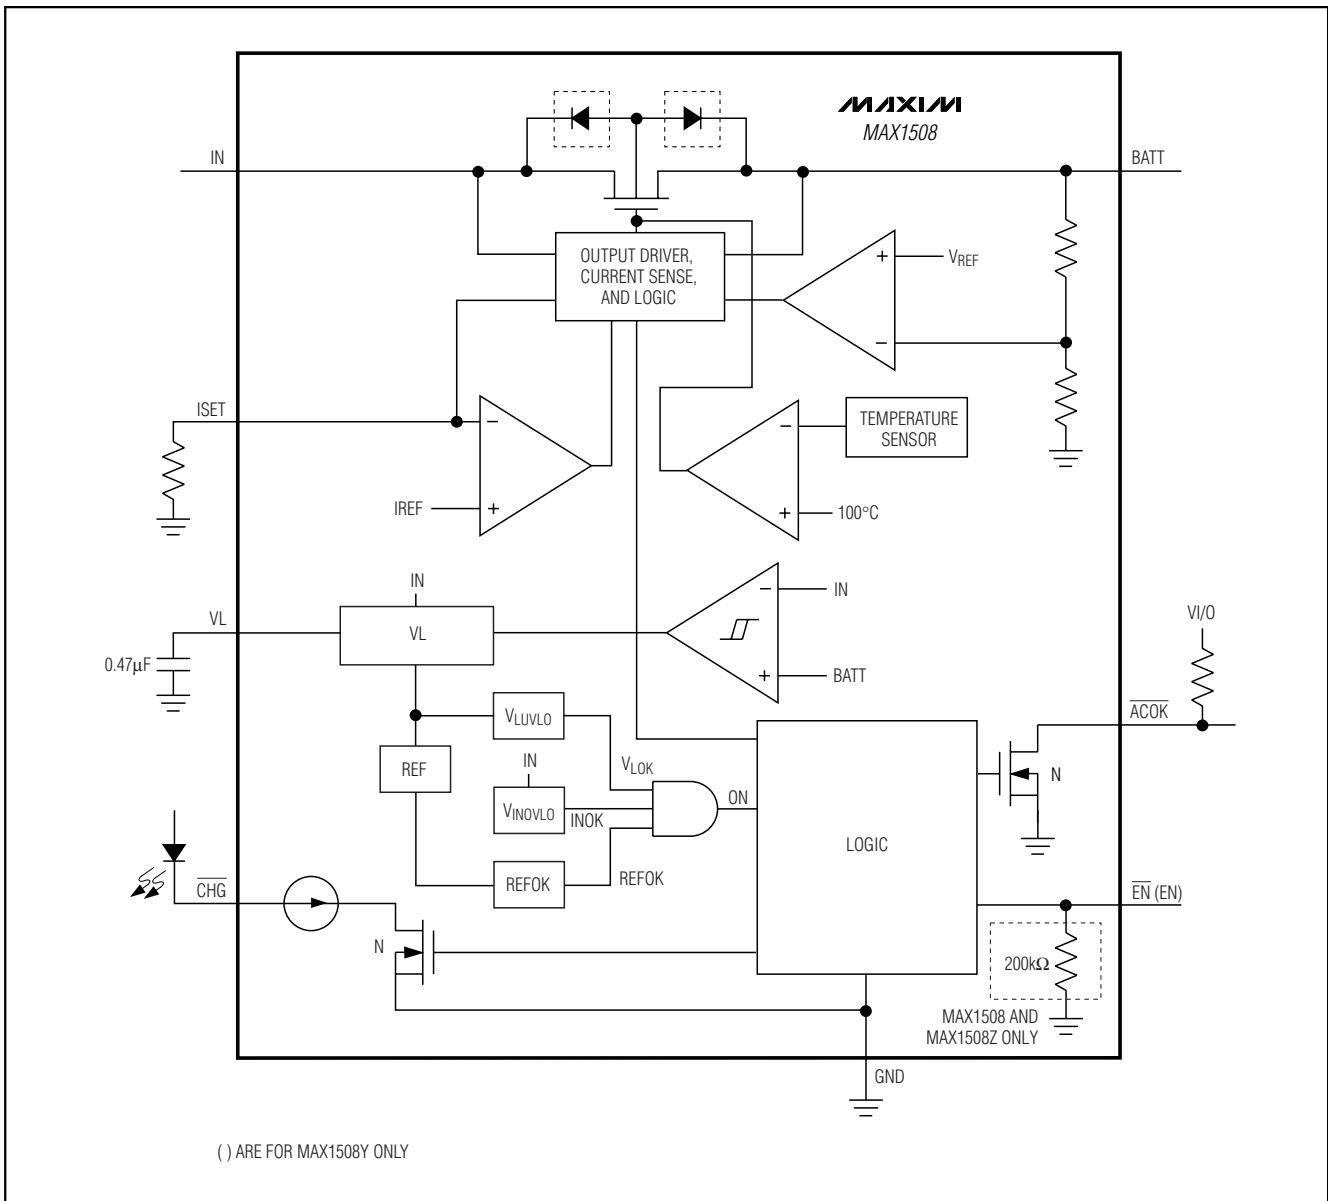 MAXIM
MAX1508
IN
BATT
OUTPUT DRIVER,
CURRENT SENSE,
AND LOGIC
+
VREF
−
ISET
−
TEMPERATURE
SENSOR
IREF
+
+
100°C
IN
VL
VL
−
IN
VI/O
0.47µF
+
BATT
VLUVLO
ACOK
REF
IN
VLOK
N
VINOVLO
INOK
ON
LOGIC
REFOK
REFOK
CHG
EN (EN)
N
200kΩ
MAX1508 AND
MAX1508Z ONLY
GND
( ) ARE FOR MAX1508Y ONLY